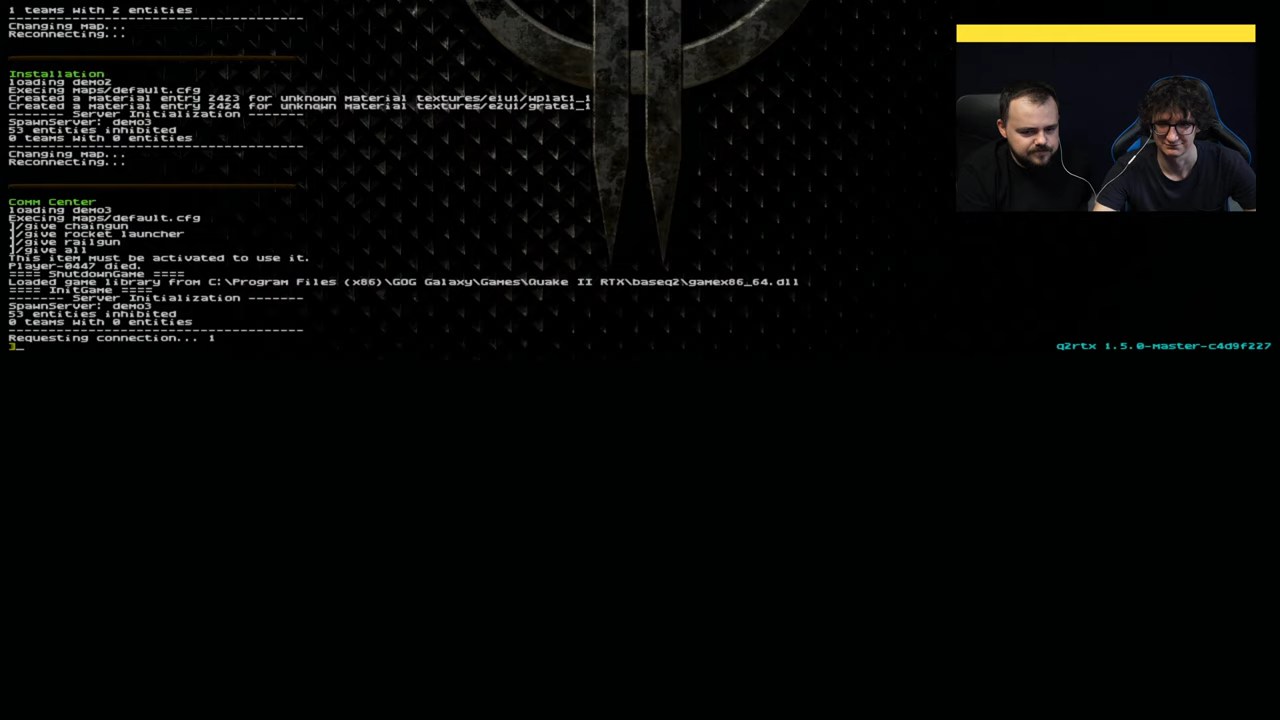 1 teams with 2 entities
-------------------------------------
Changing map...
Reconnecting...
Installation
loading demo2
Execing maps/default.cfg
Created a material entry 2423 for unknown material textures/e1u1/wplat1_1
Created a material entry 2424 for unknown material textures/e2u1/grate1_1
------- Server Initialization -------
SpawnServer: demo3
53 entities inhibited
0 teams with 0 entities
-------------------------------------
Changing map...
Reconnecting...
Comm Center
loading demo3
Execing maps/default.cfg
]/give chaingun
]/give rocket launcher
]/give railgun
]/give all
This item must be activated to use it.
Player-0447 died.
==== ShutdownGame ====
Loaded game library from C:\Program Files (x86)\GOG Galaxy\Games\Quake II RTX\baseq2\gamex86_64.dll
==== InitGame ====
------- Server Initialization -------
SpawnServer: demo3
53 entities inhibited
0 teams with 0 entities
-------------------------------------
Requesting connection... 1
]_
q2rtx 1.5.0-master-c4d9f227